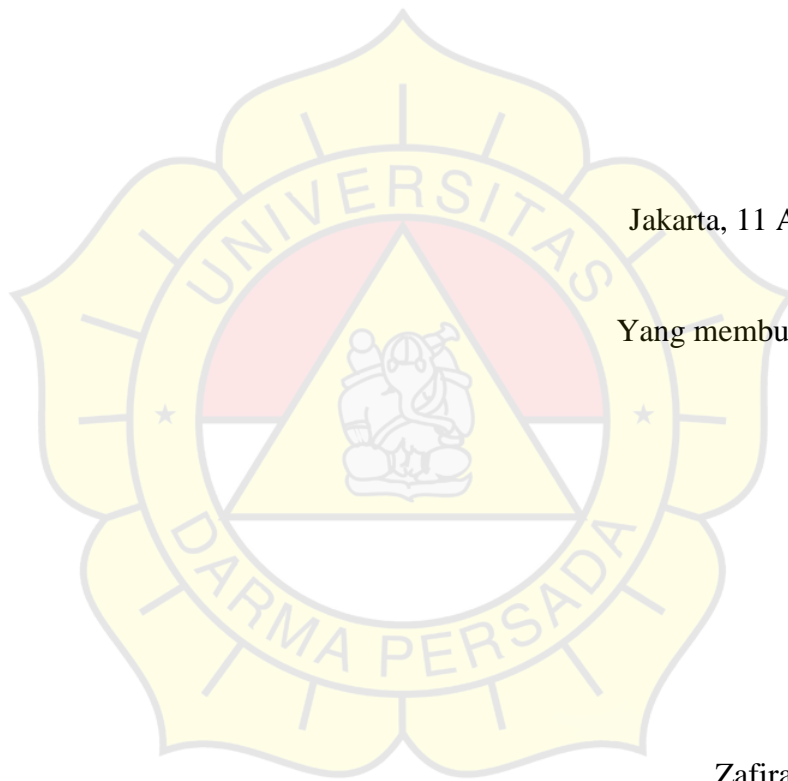 UNIVERSITAS
Jakarta, 11 A
Yang membu
DARMA PERSADA
Zafira